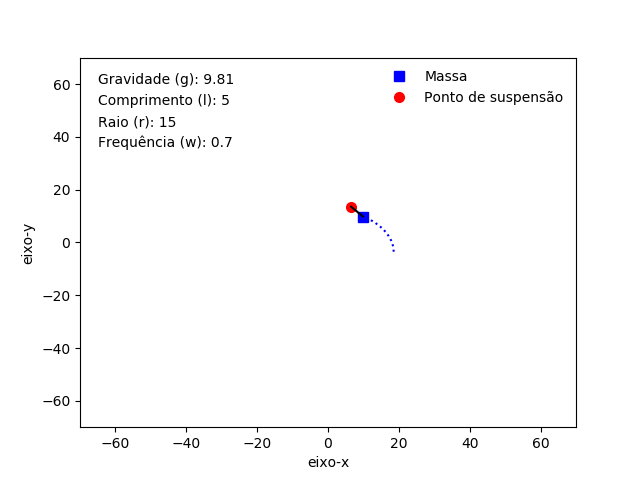 Gravidade (g): 9.81
Comprimento (l): 5
Raio (r): 15
Frequência (w): 0.7
Massa
Ponto de suspensão
60
40
20
0
−20
−40
−60
eixo-y
−60 −40 −20 0 20 40 60
eixo-x